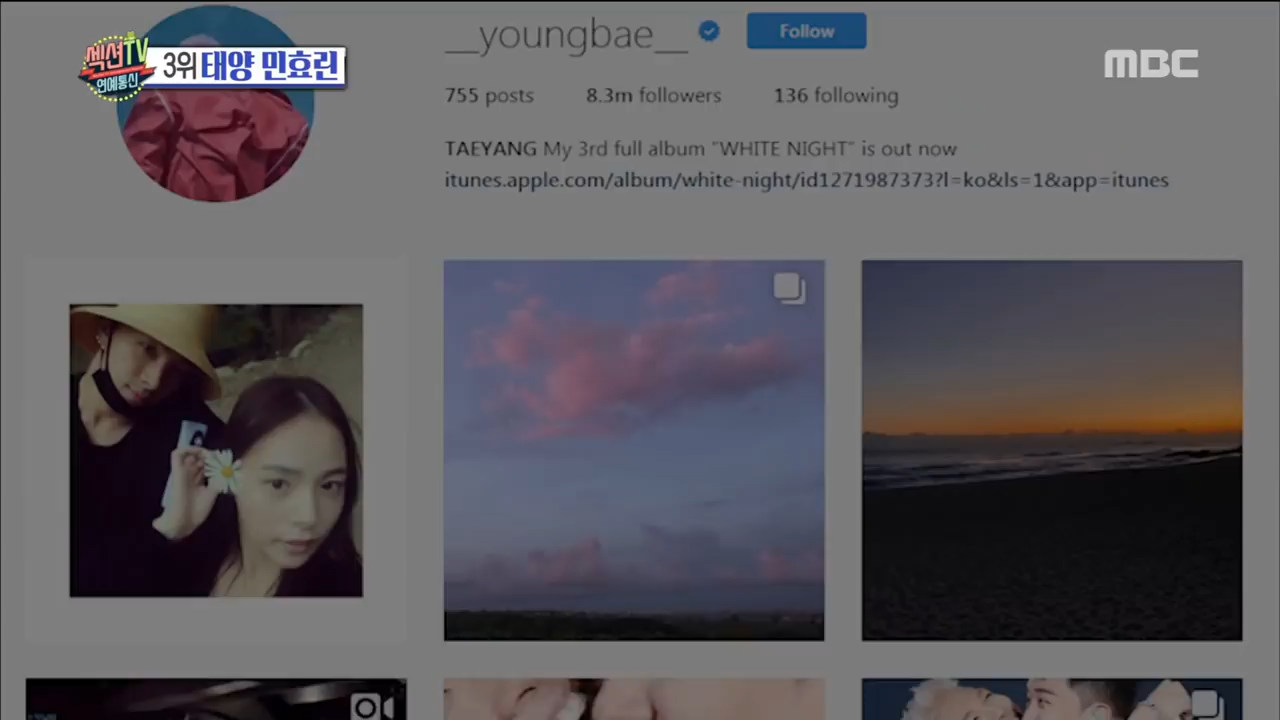 __youngbae__
Follow
섹션TV
연예통신
3위 태양 민효린
MBC
755 posts
8.3m followers
136 following
TAEYANG My 3rd full album "WHITE NIGHT" is out now
itunes.apple.com/album/white-night/id1271987373?l=ko&ls=1&app=itunes